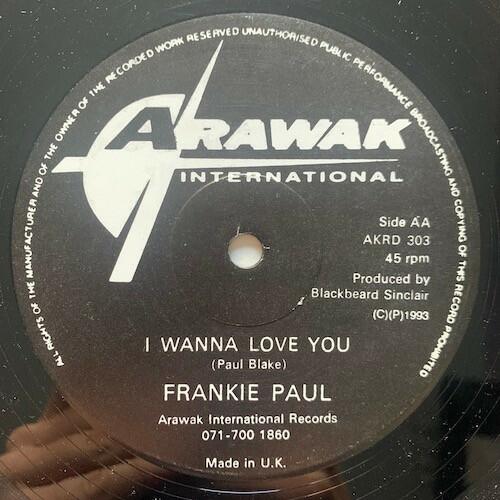 ALL RIGHTS OF THE MANUFACTURER AND OF THE OWNER OF THE RECORDED WORK RESERVED UNAUTHORISED PUBLIC PERFORMANCE BROADCASTING AND COPYING OF THIS RECORD PROHIBITED
ARAWAK
INTERNATIONAL
Side AA
AKRD 303
45 rpm
Produced by
Blackbeard Sinclair
(C)(P)1993
I WANNA LOVE YOU
(Paul Blake)
FRANKIE PAUL
Arawak International Records
071-700 1860
Made in U.K.